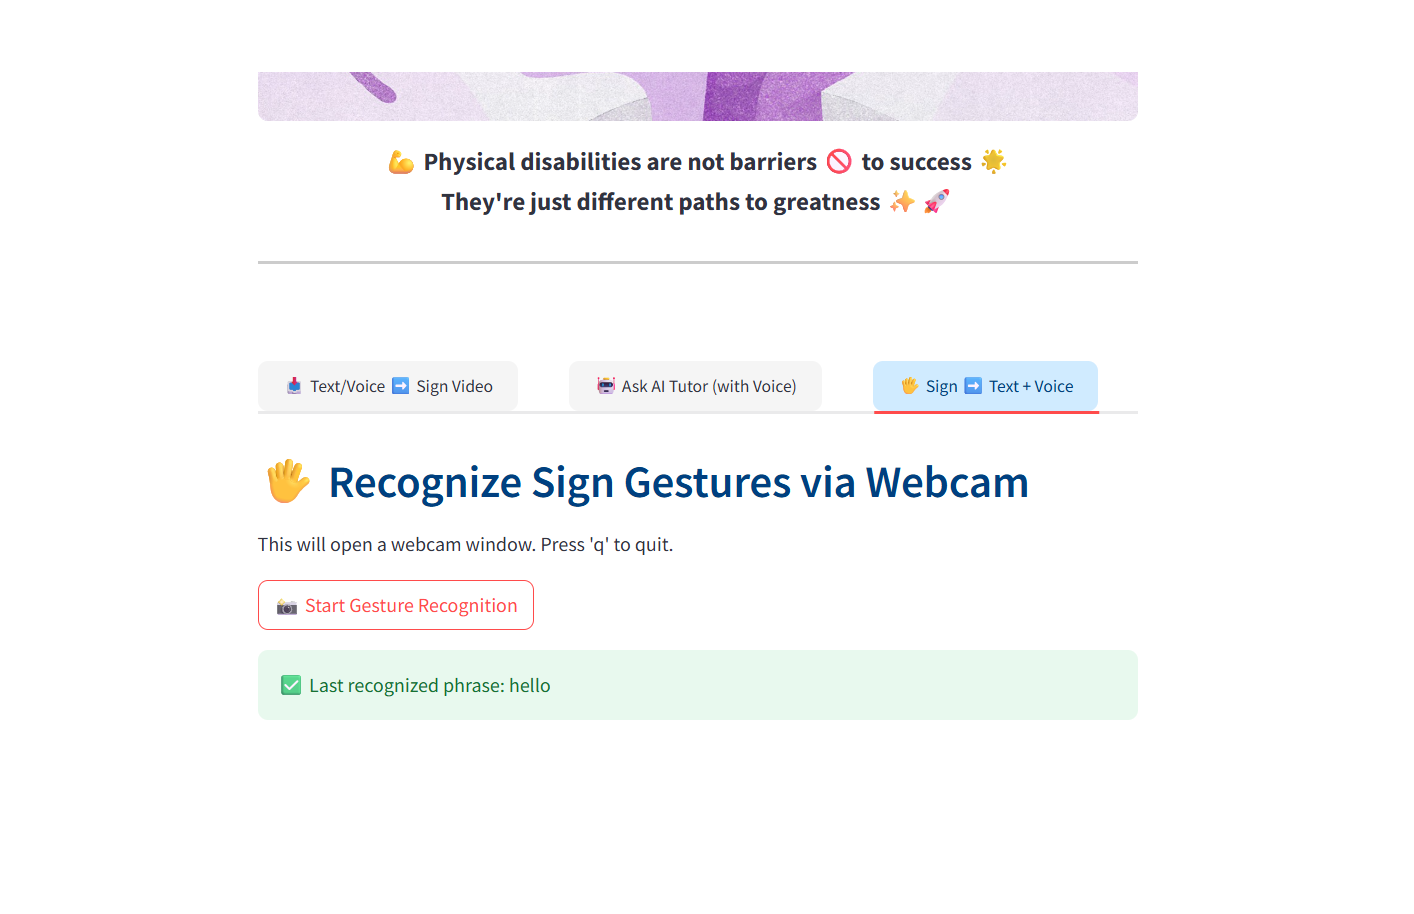 💪 Physical disabilities are not barriers 🚫 to success 🌟
They're just different paths to greatness ✨ 🚀
📥 Text/Voice ➡️ Sign Video
🤖 Ask AI Tutor (with Voice)
🖐️ Sign ➡️ Text + Voice
🖐️ Recognize Sign Gestures via Webcam
This will open a webcam window. Press 'q' to quit.
📸 Start Gesture Recognition
✅ Last recognized phrase: hello